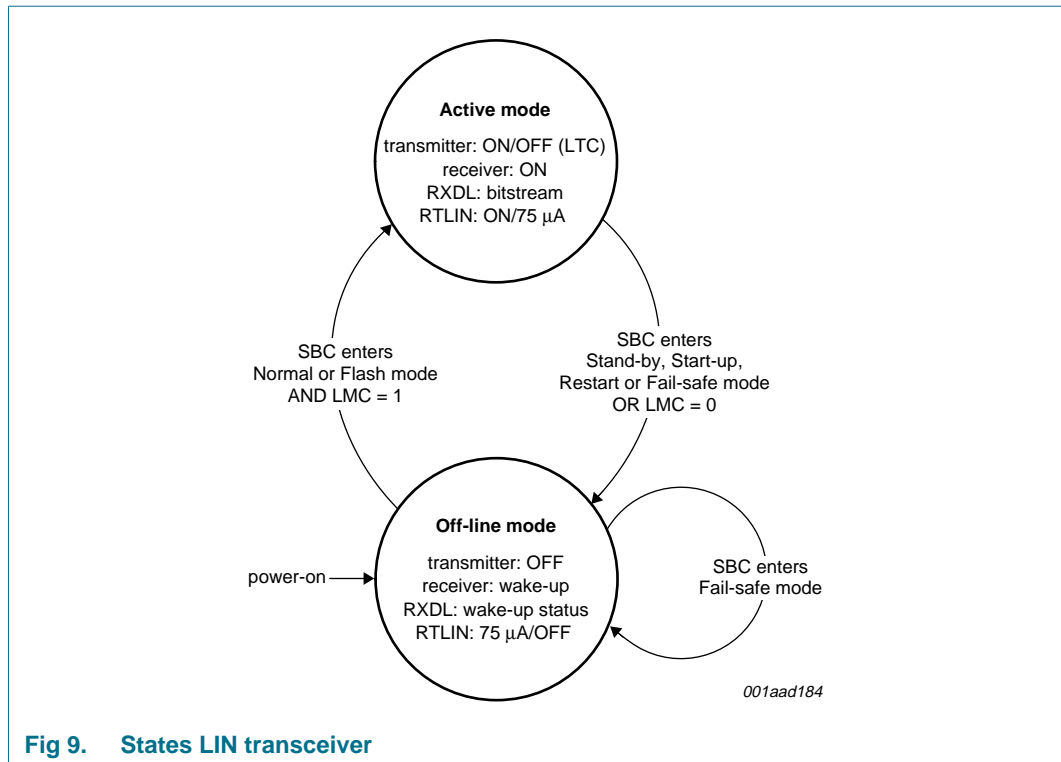 Active mode
transmitter: ON/OFF (LTC)
receiver: ON
RXDL: bitstream
RTLIN: ON/75 μA
SBC enters
Normal or Flash mode
AND LMC = 1
SBC enters
Stand-by, Start-up,
Restart or Fail-safe mode
OR LMC = 0
Off-line mode
transmitter: OFF
receiver: wake-up
RXDL: wake-up status
RTLIN: 75 μA/OFF
power-on
SBC enters
Fail-safe mode
001aad184
Fig 9. States LIN transceiver